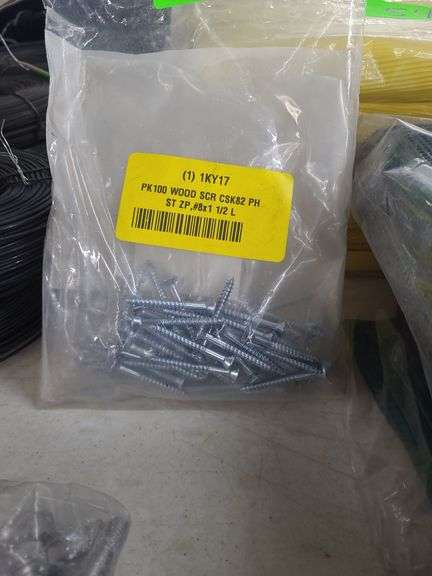 (1) 1KY17
PK100 WOOD SCR CSK82 PH
ST ZP,#8x1 1/2 L